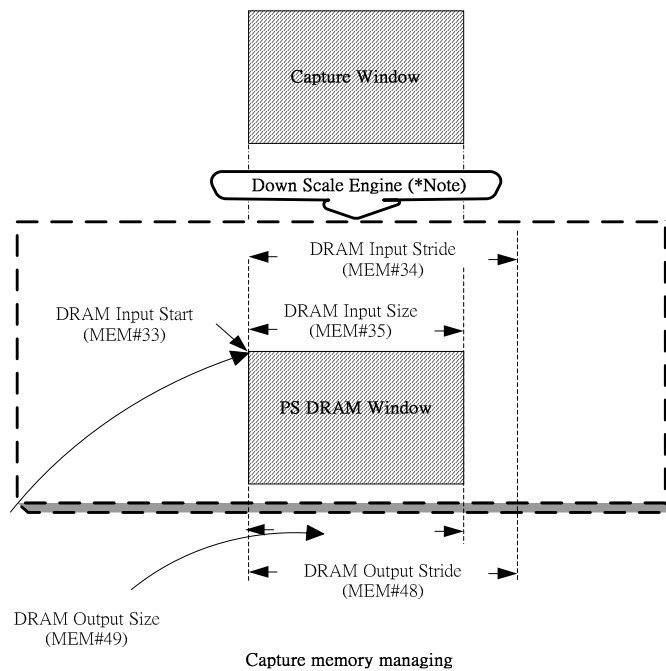 Capture Window
Down Scale Engine (*Note)
DRAM Input Stride
(MEM#34)
DRAM Input Start
(MEM#33)
DRAM Input Size
(MEM#35)
PS DRAM Window
DRAM Output Stride
(MEM#48)
DRAM Output Size
(MEM#49)
Capture memory managing